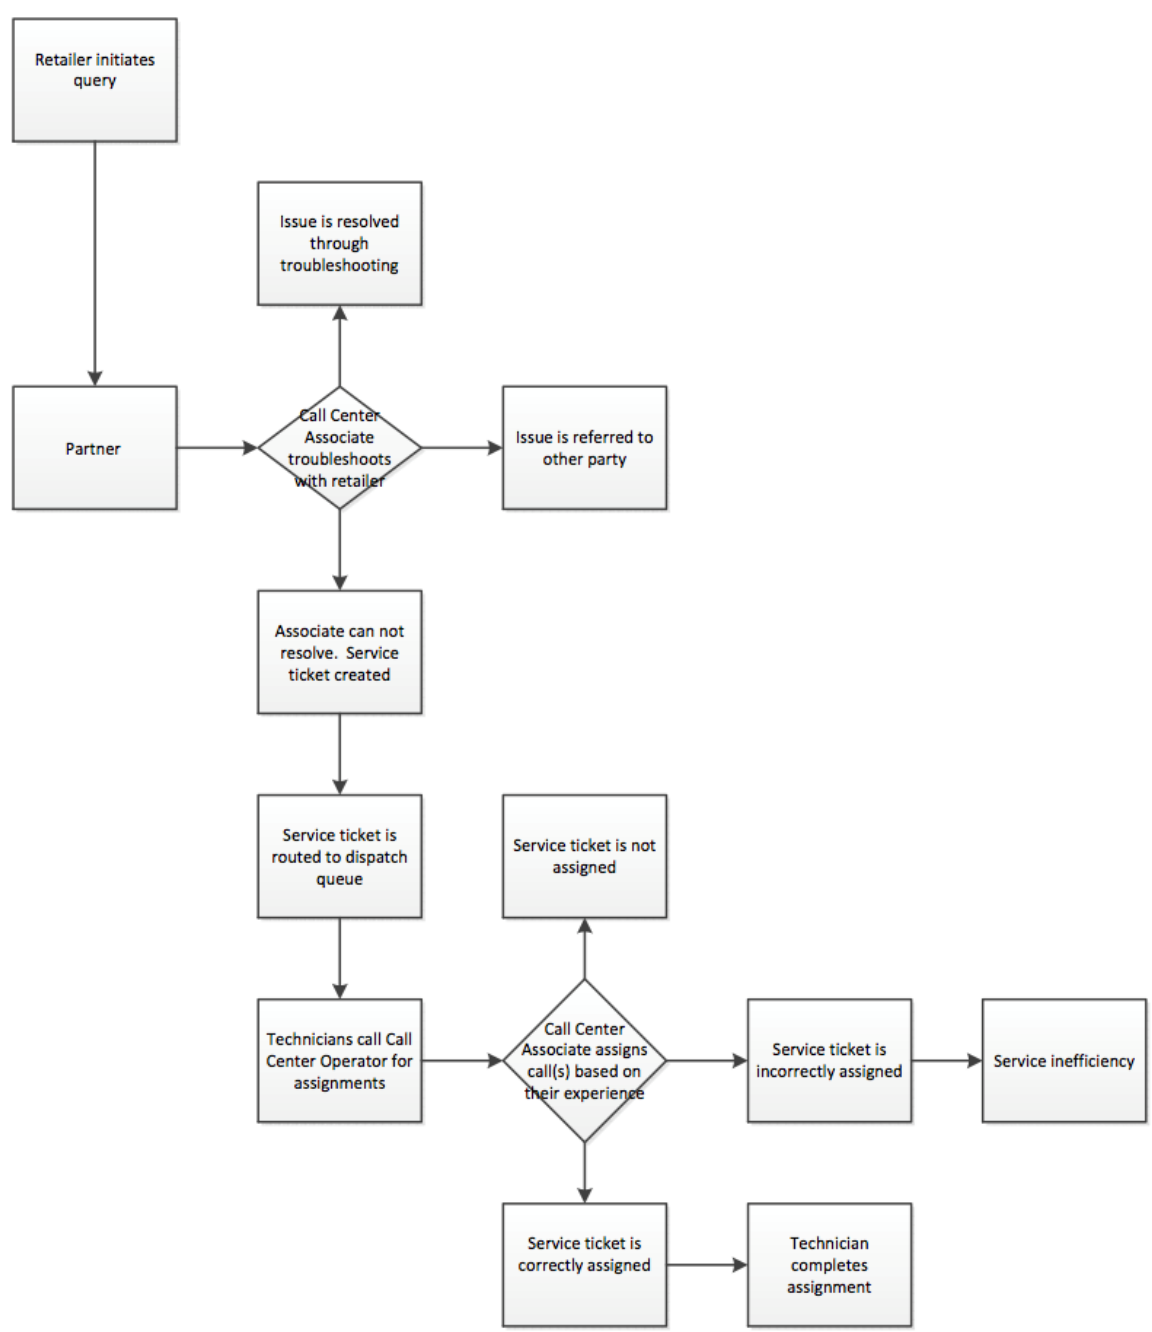 Retailer initiates
query
Issue is resolved
through
troubleshooting
Partner
Call Center
Associate
troubleshoots
with retailer
Issue is referred to
other party
Associate can not
resolve.  Service
ticket created
Service ticket is
routed to dispatch
queue
Service ticket is not
assigned
Technicians call Call
Center Operator for
assignments
Call Center
Associate assigns
call(s) based on
their experience
Service ticket is
incorrectly assigned
Service inefficiency
Service ticket is
correctly assigned
Technician
completes
assignment